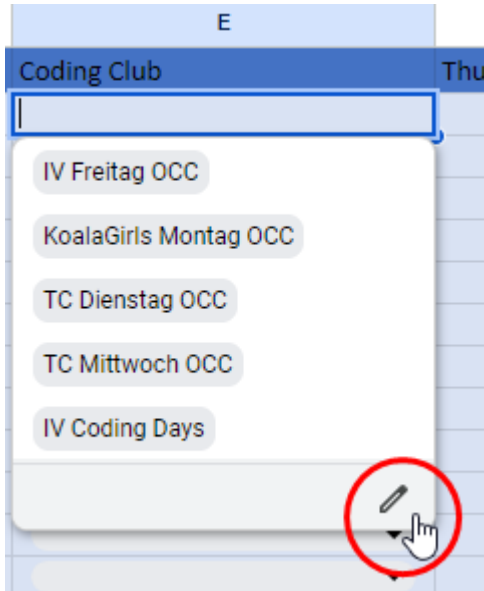 E
Coding Club
Thu
IV Freitag OCC
KoalaGirls Montag OCC
TC Dienstag OCC
TC Mittwoch OCC
IV Coding Days